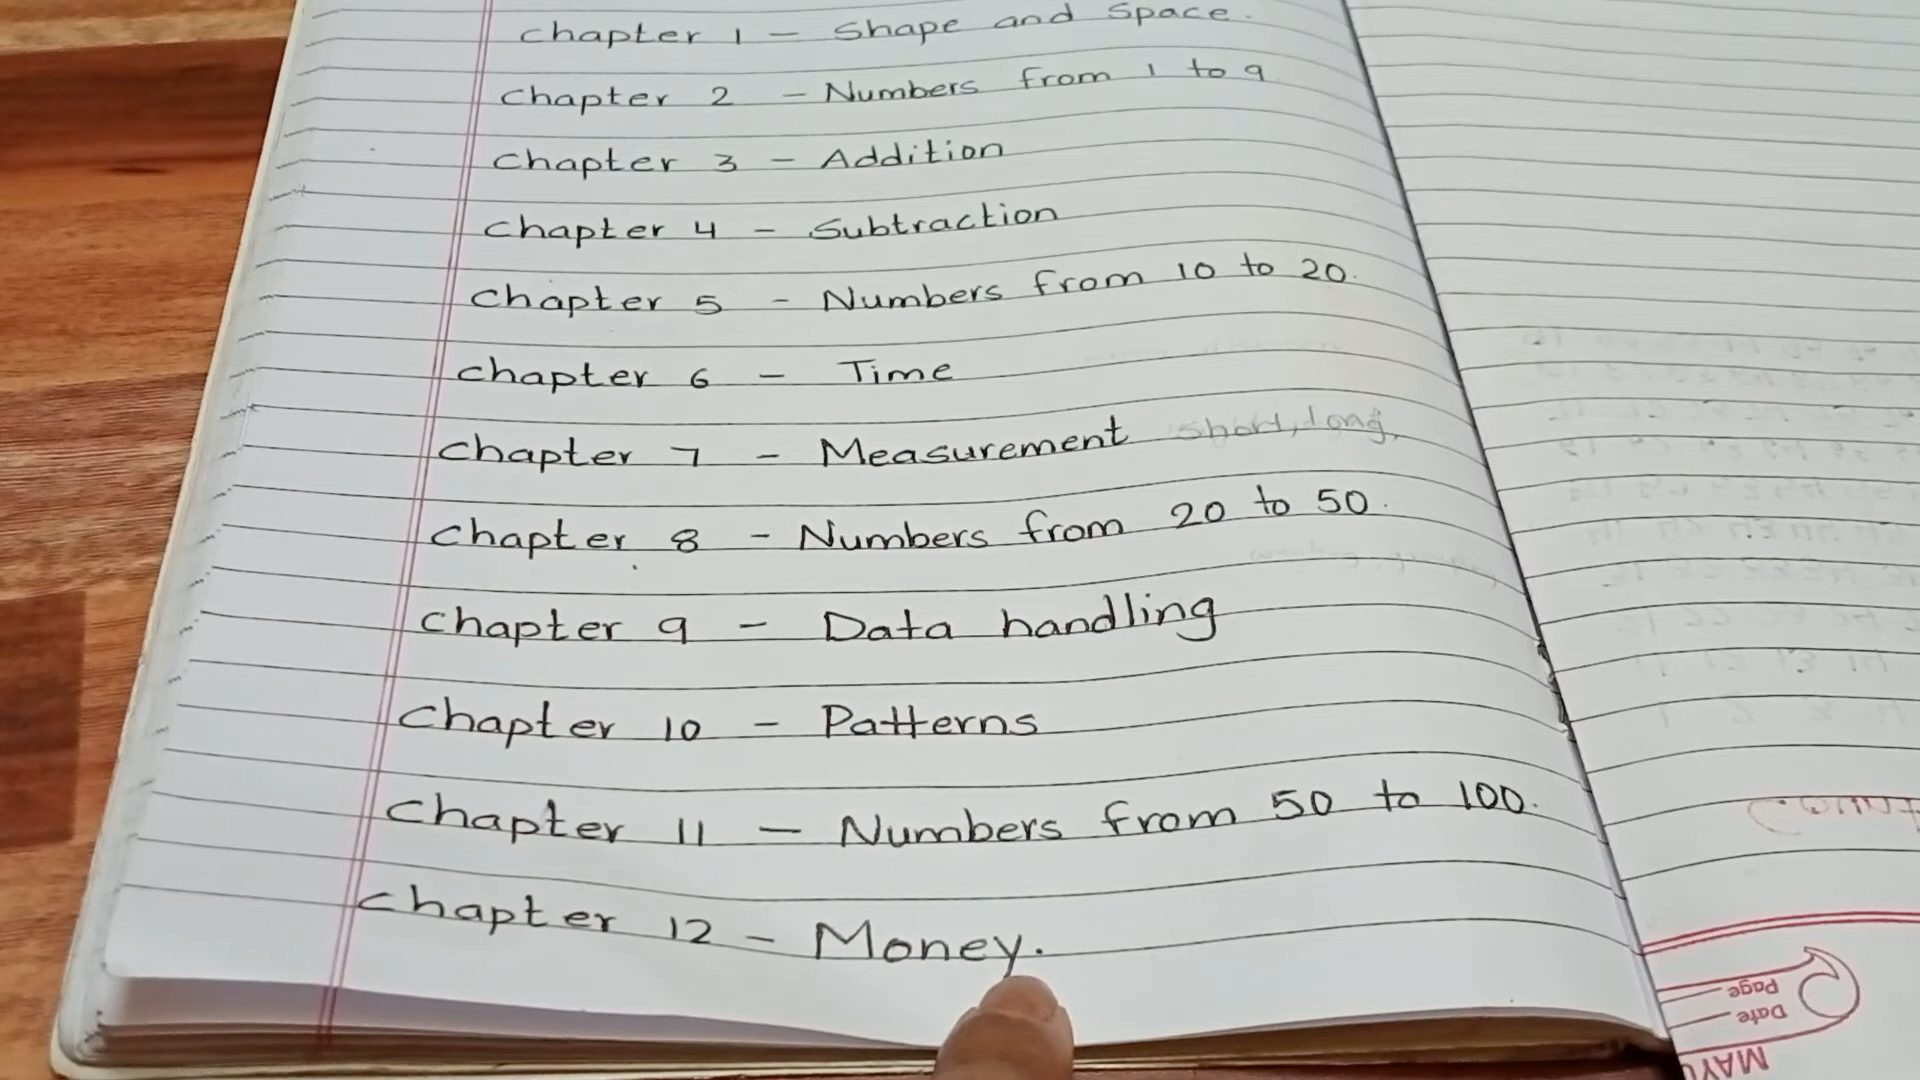 Chapter 1 – Shape and Space.
Chapter 2 – Numbers from 1 to 9
Chapter 3 – Addition
Chapter 4 – Subtraction
Chapter 5 – Numbers from 10 to 20.
Chapter 6 – Time
Chapter 7 – Measurement short, long,
Chapter 8 – Numbers from 20 to 50.
Chapter 9 – Data handling
Chapter 10 – Patterns
Chapter 11 – Numbers from 50 to 100.
Chapter 12 – Money.
Page
Date